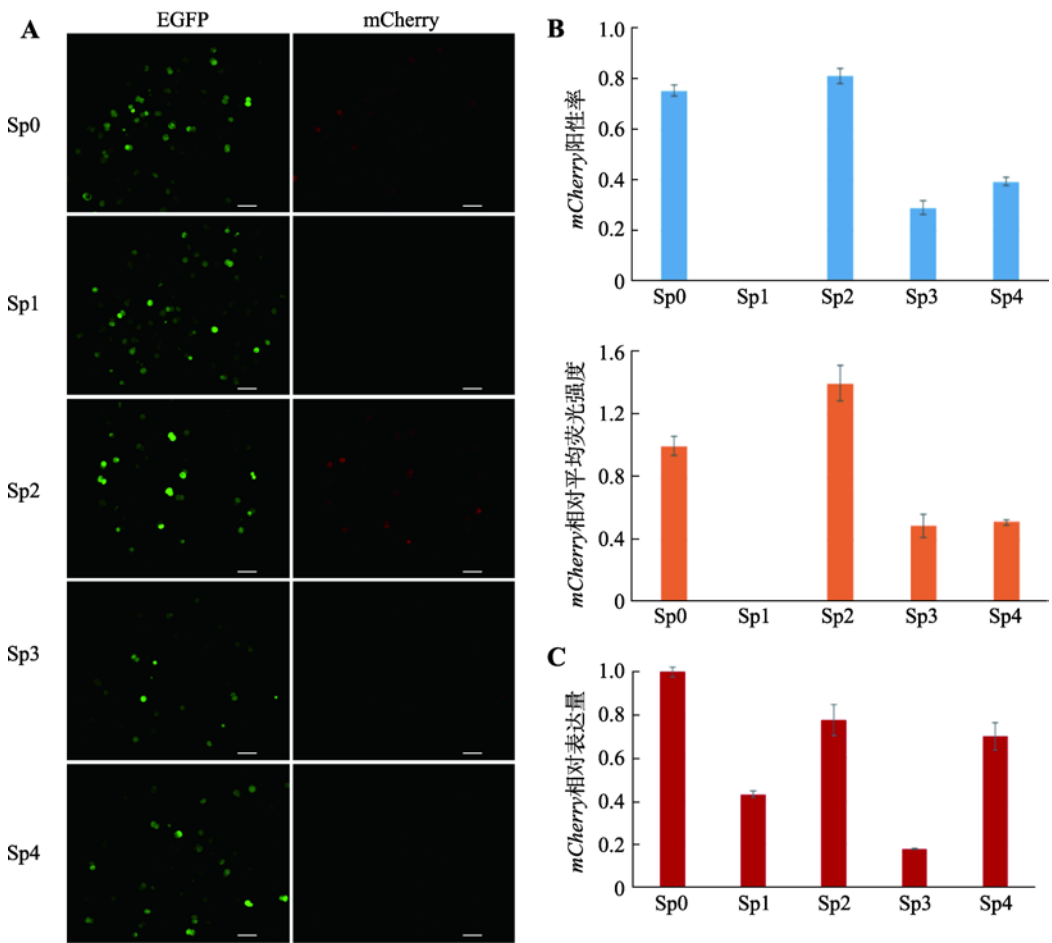 A
EGFP
mCherry
Sp0
Sp1
Sp2
Sp3
Sp4
B
mCherry阳性率
1.0
0.8
0.6
0.4
0.2
0
Sp0 Sp1 Sp2 Sp3 Sp4
mCherry相对平均荧光强度
1.6
1.2
0.8
0.4
0
Sp0 Sp1 Sp2 Sp3 Sp4
C
mCherry相对表达量
1.0
0.8
0.6
0.4
0.2
0
Sp0 Sp1 Sp2 Sp3 Sp4